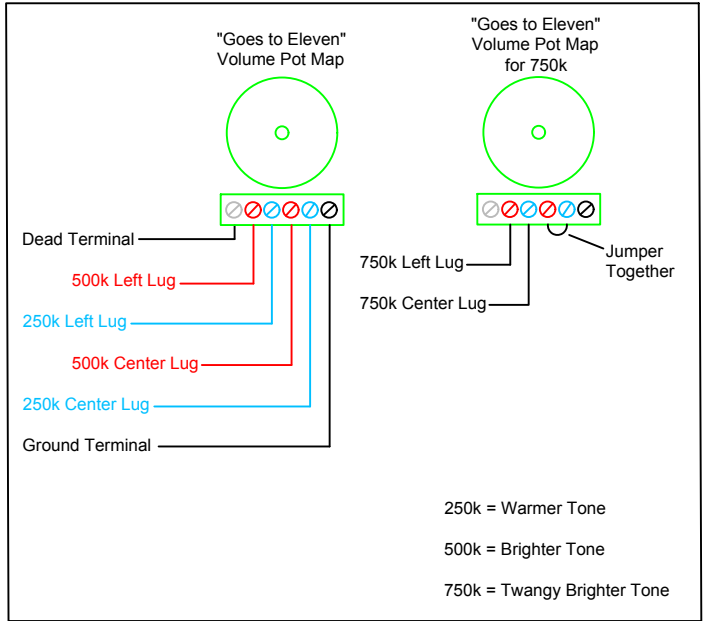 "Goes to Eleven"
Volume Pot Map
"Goes to Eleven"
Volume Pot Map
for 750k
Dead Terminal
500k Left Lug
250k Left Lug
500k Center Lug
250k Center Lug
Ground Terminal
750k Left Lug
750k Center Lug
Jumper
Together
250k = Warmer Tone
500k = Brighter Tone
750k = Twangy Brighter Tone